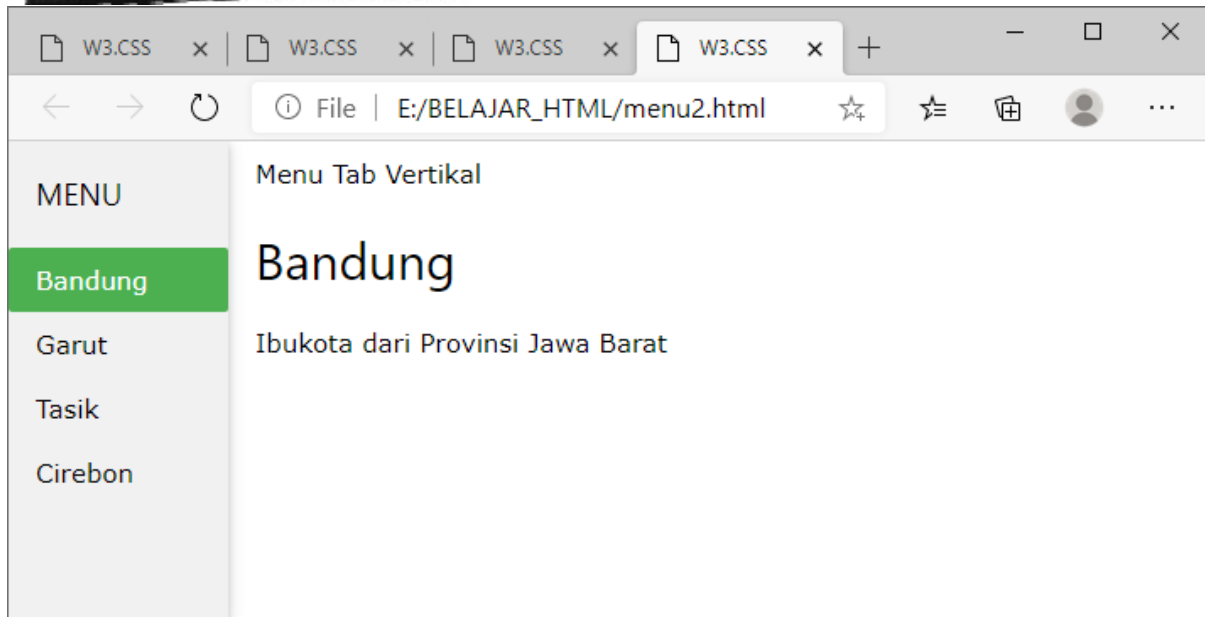 W3.CSS W3.CSS W3.CSS W3.CSS
File E:/BELAJAR_HTML/menu2.html
MENU
Bandung
Garut
Tasik
Cirebon
Menu Tab Vertikal
Bandung
Ibukota dari Provinsi Jawa Barat